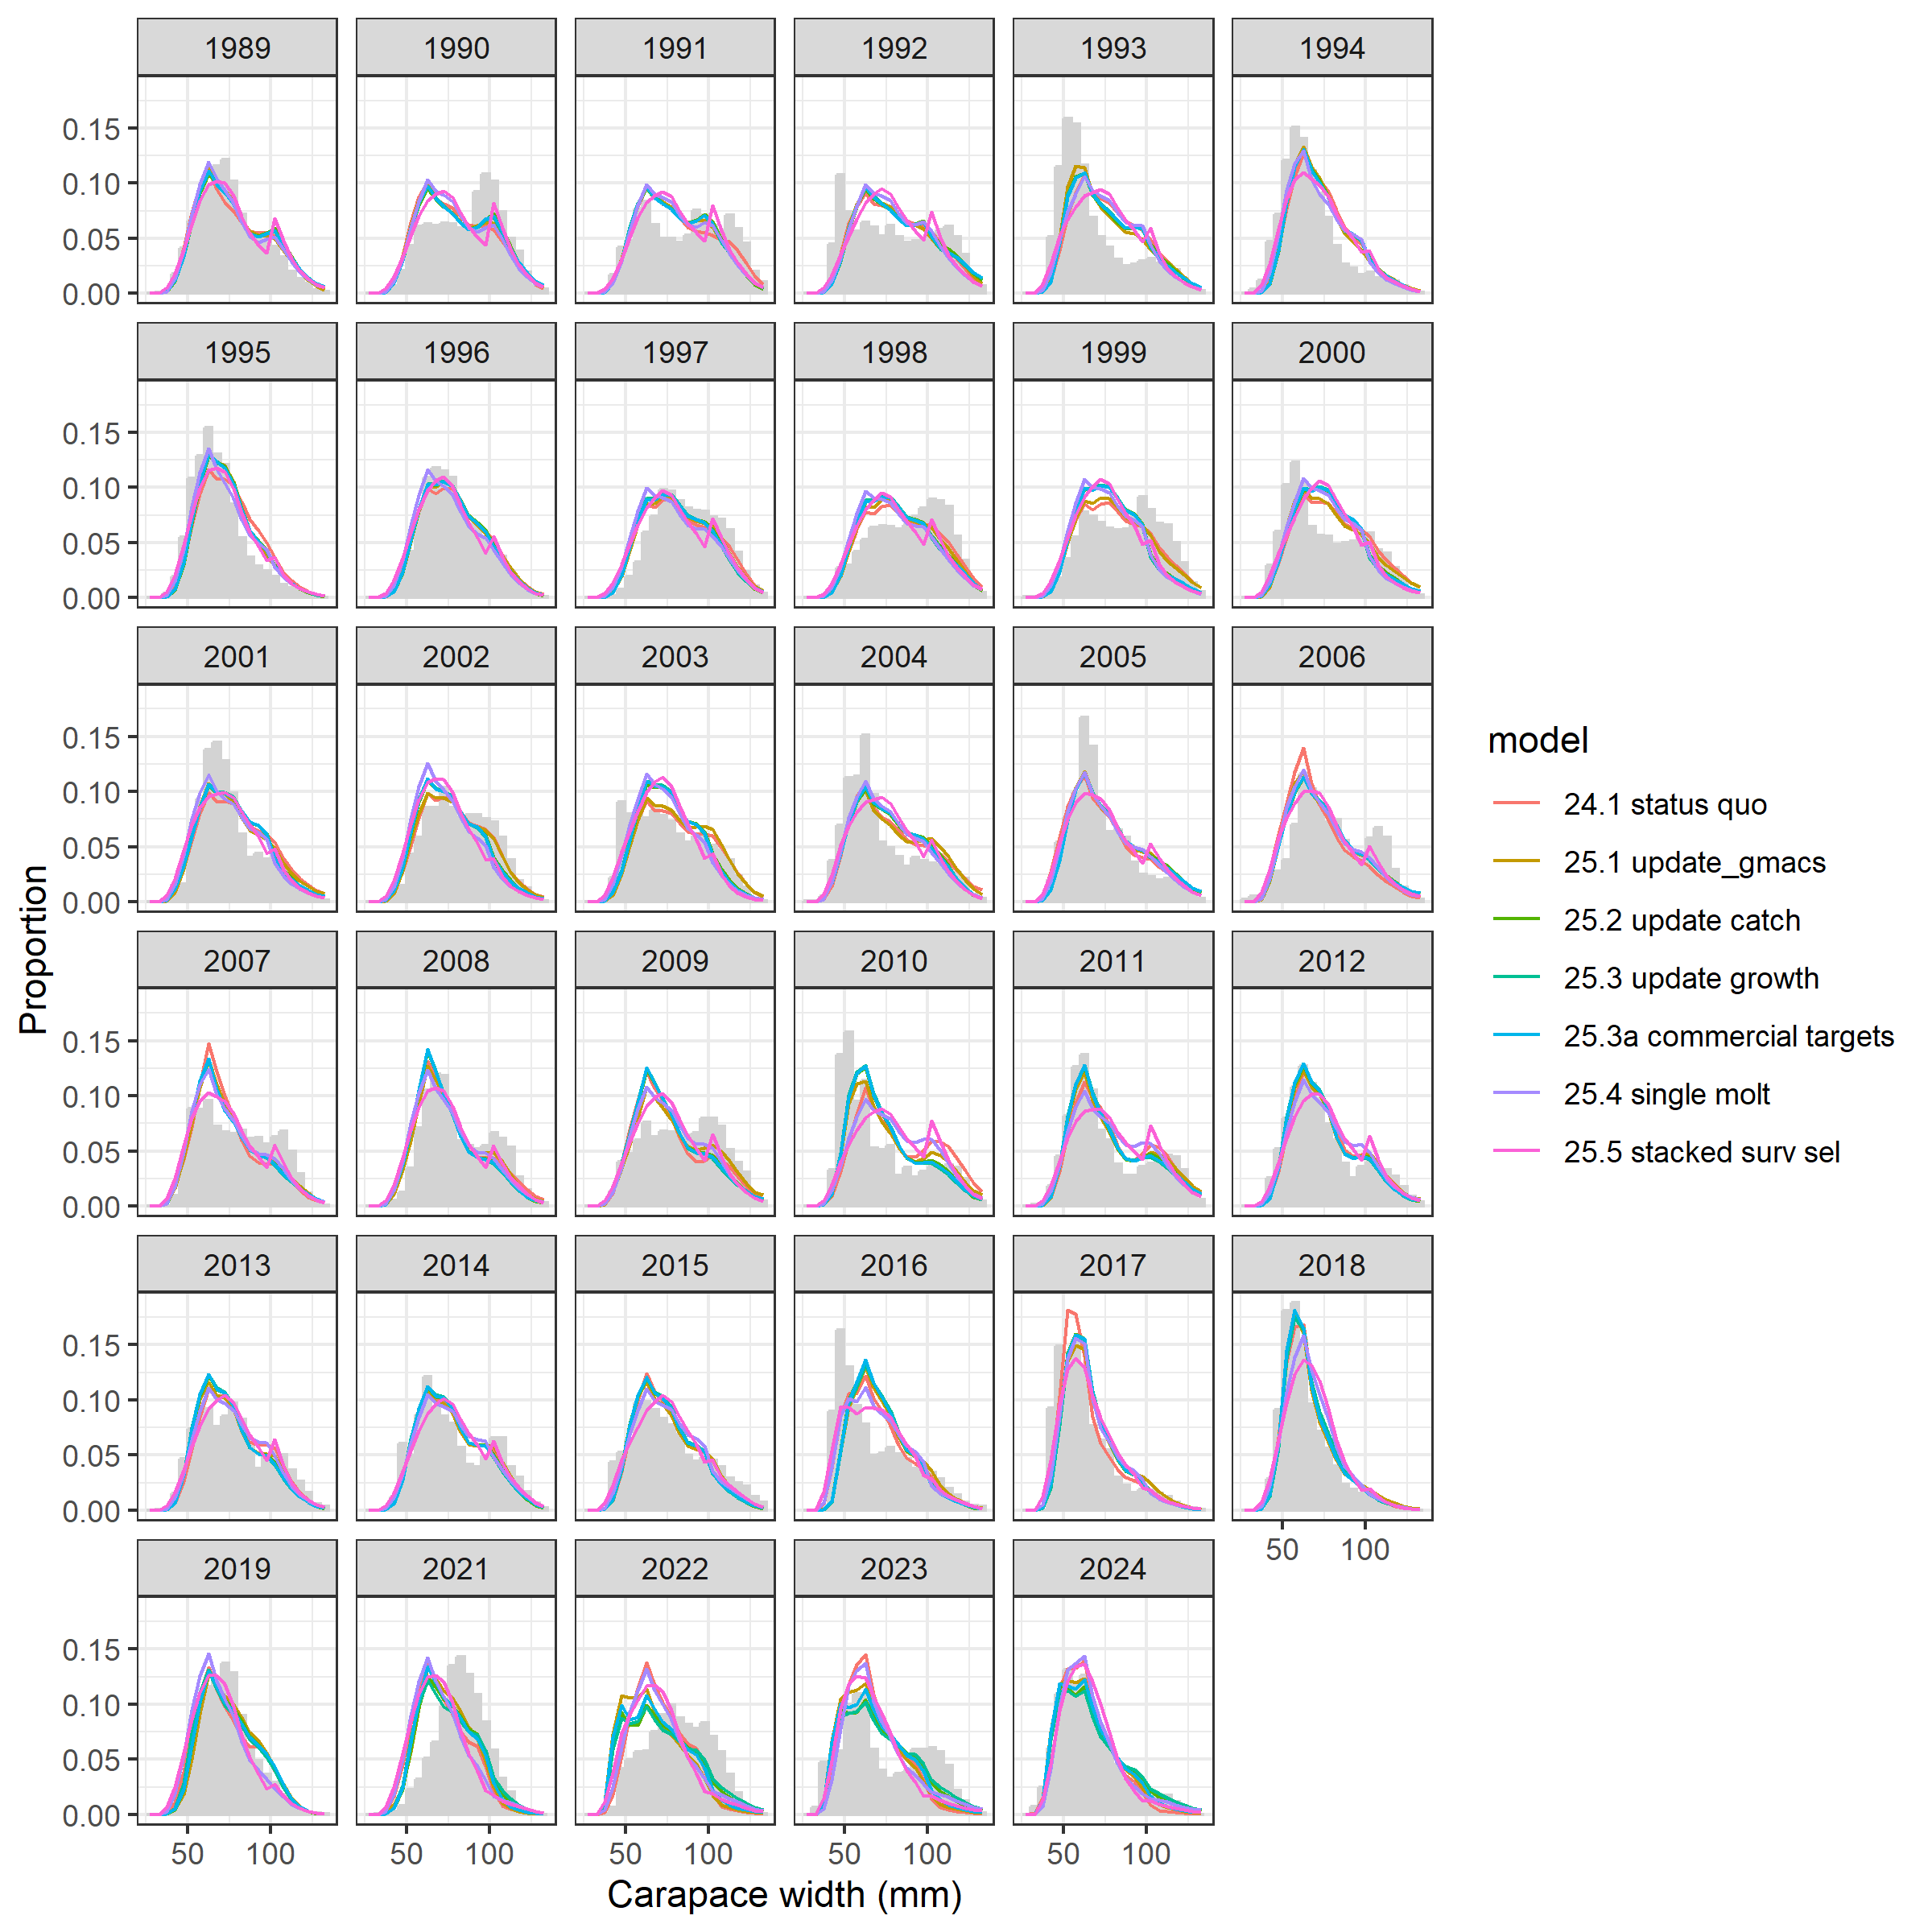 1989 1990 1991 1992 1993 1994
0.15
0.10
0.05
0.00
1995 1996 1997 1998 1999 2000
0.15
0.10
0.05
0.00
2001 2002 2003 2004 2005 2006
0.15
0.10
0.05
0.00
2007 2008 2009 2010 2011 2012
0.15
0.10
0.05
0.00
2013 2014 2015 2016 2017 2018
0.15
0.10
0.05
0.00
50 100
2019 2021 2022 2023 2024
0.15
0.10
0.05
0.00
50 100 50 100 50 100 50 100 50 100
Carapace width (mm)
Proportion
model
24.1 status quo
25.1 update_gmacs
25.2 update catch
25.3 update growth
25.3a commercial targets
25.4 single molt
25.5 stacked surv sel